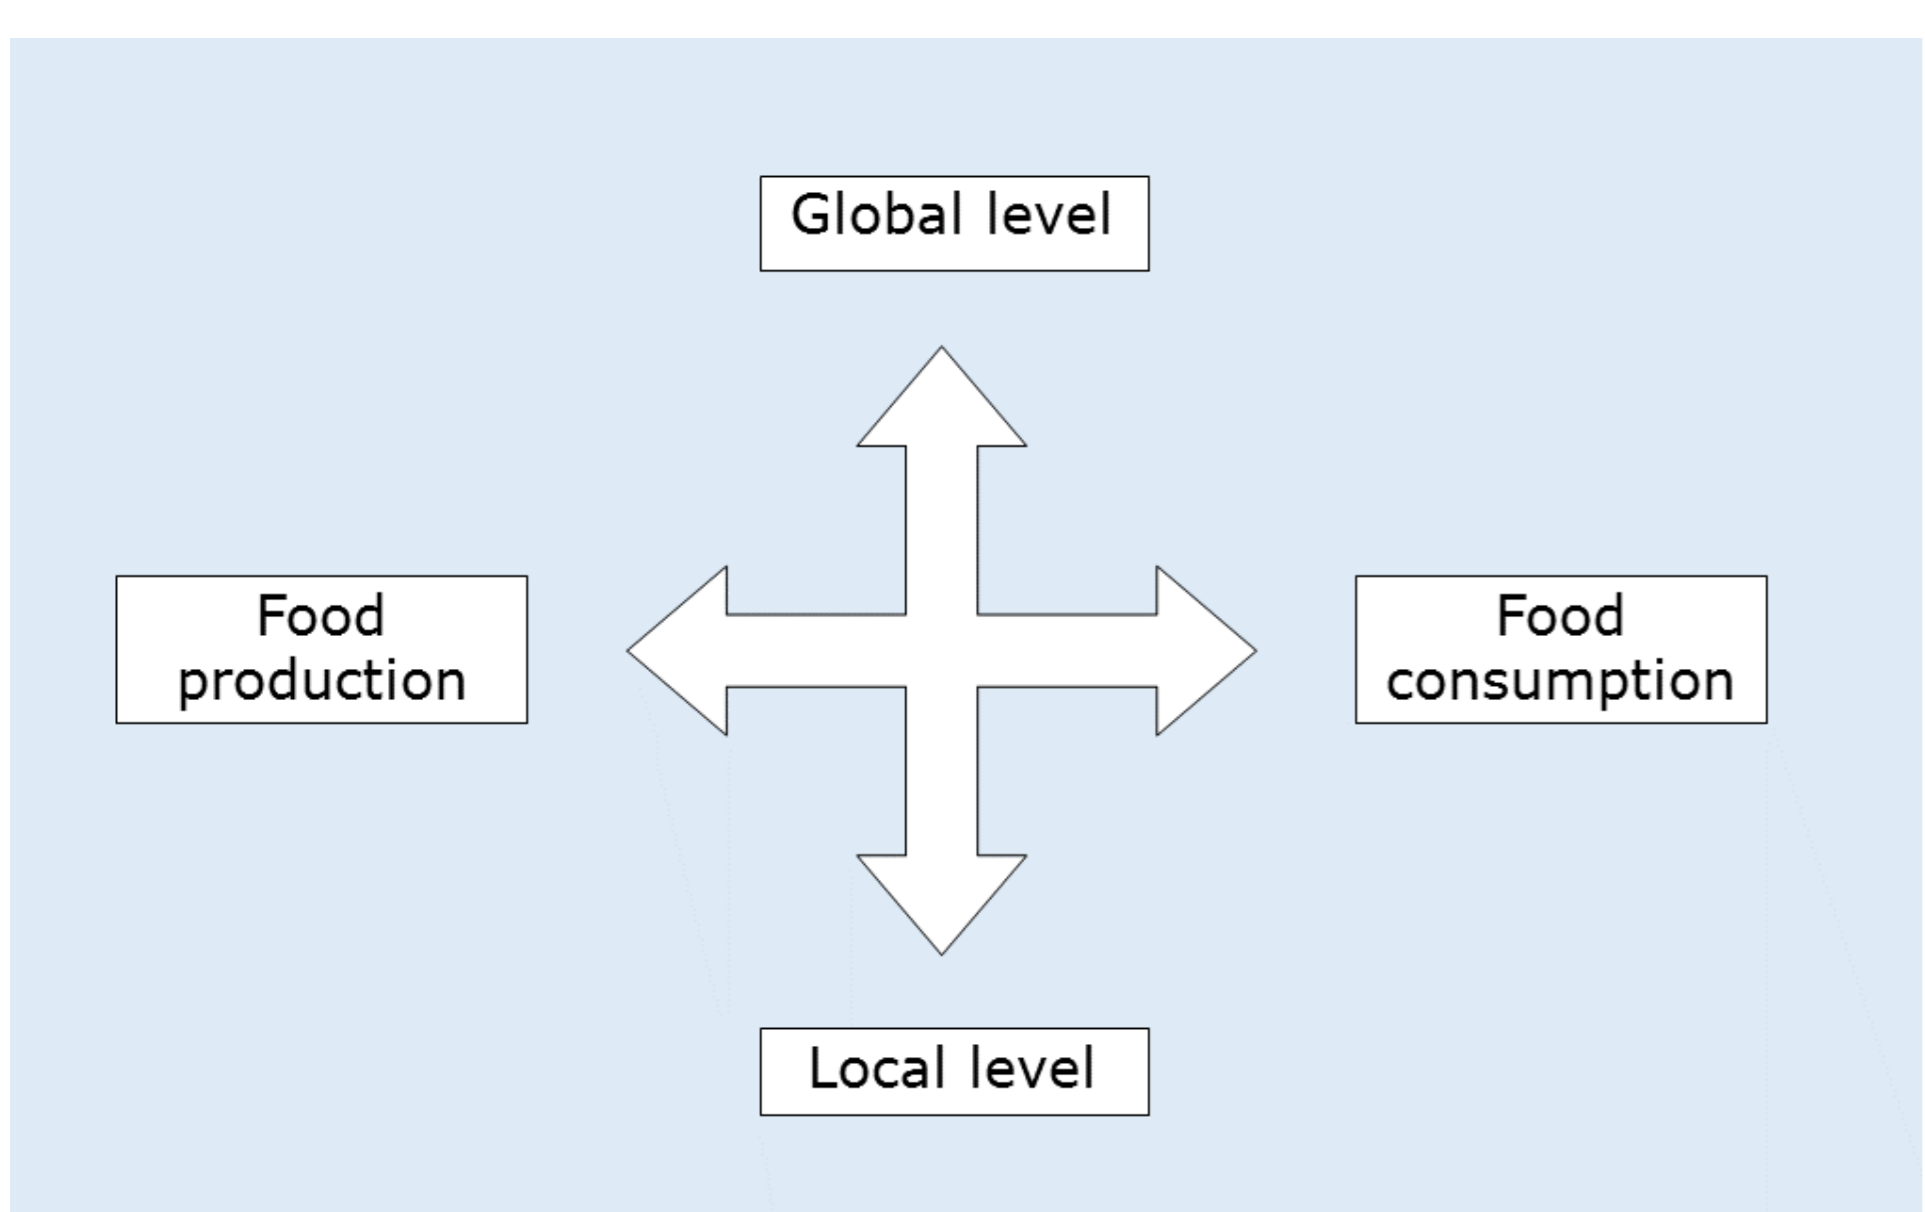 Global level
Food
production
Food
consumption
Local level